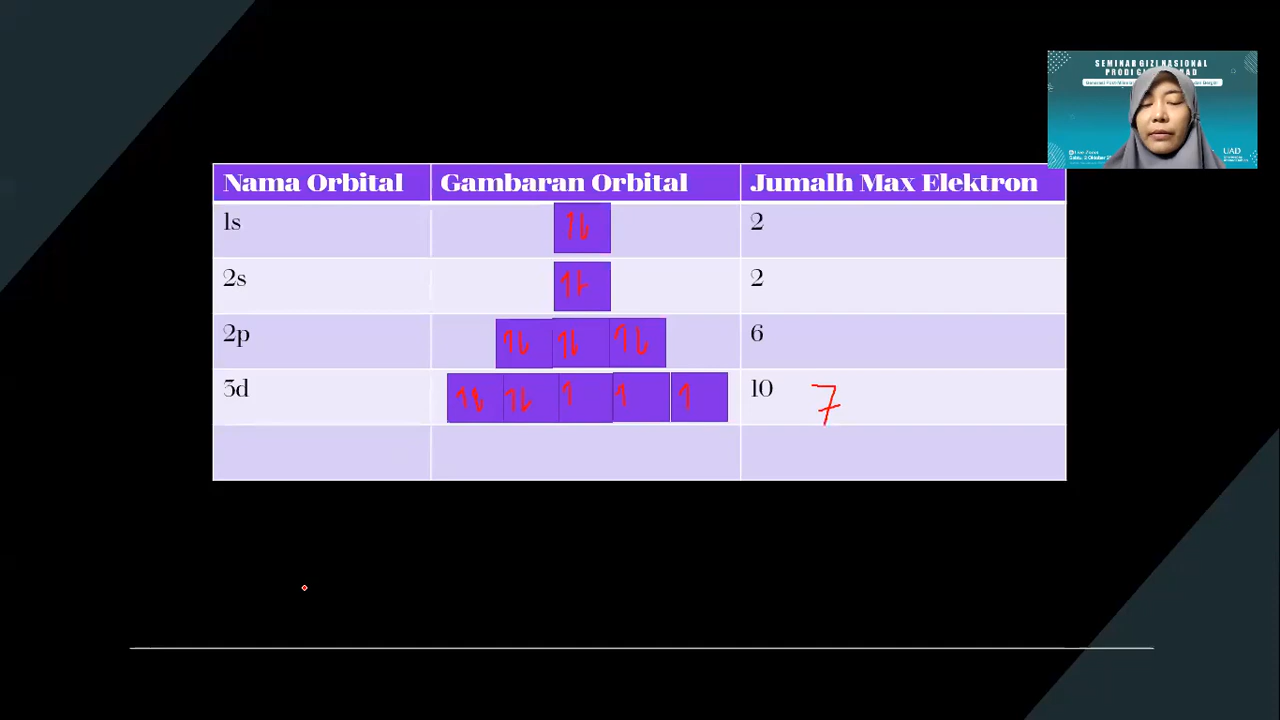 SEMINAR GIZI NASIONAL
UAD
Nama Orbital Gambaran Orbital Jumalh Max Elektron
1s 2
2s 2
2p 6
3d 10 7